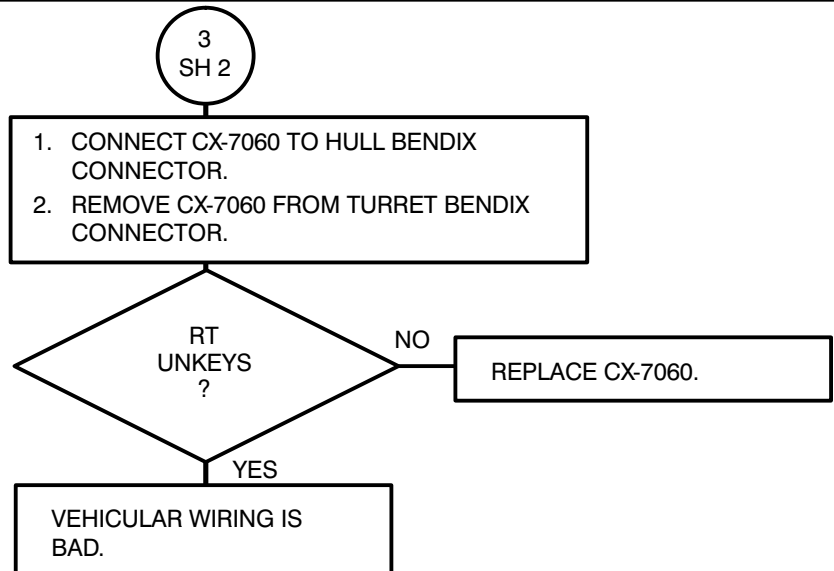 3
SH 2
1. CONNECT CX-7060 TO HULL BENDIX
CONNECTOR.
2. REMOVE CX-7060 FROM TURRET BENDIX
CONNECTOR.
RT
UNKEYS
?
NO
REPLACE CX-7060.
YES
VEHICULAR WIRING IS
BAD.